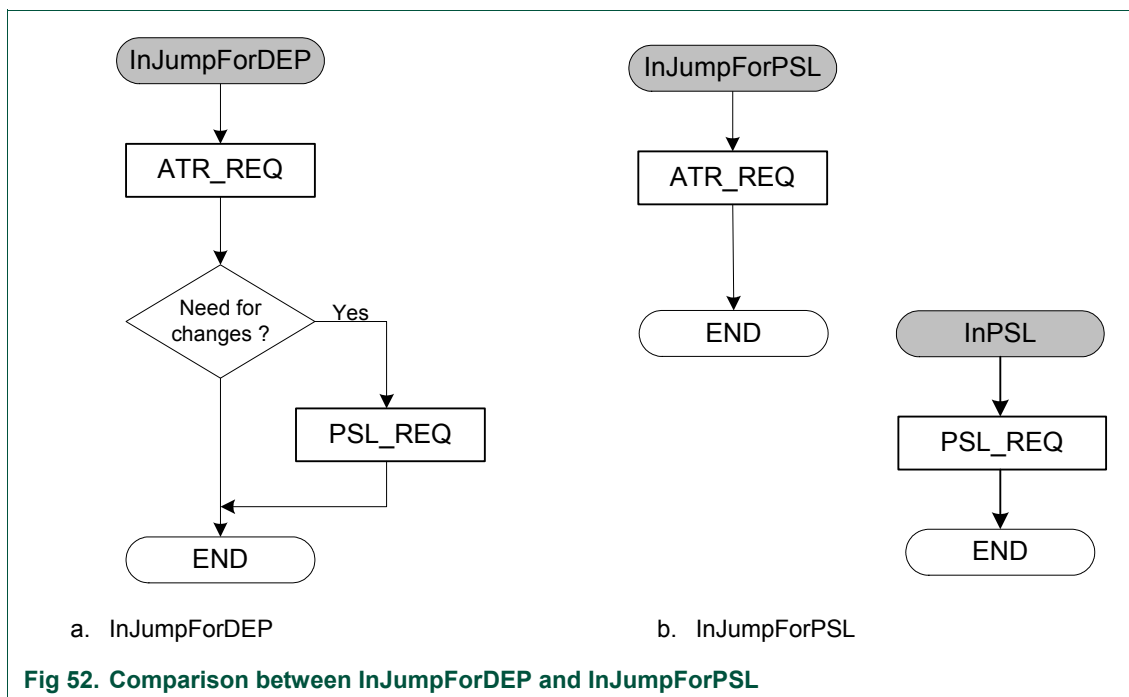 InJumpForDEP
ATR_REQ
Need for
changes ?
Yes
PSL_REQ
END
a. InJumpForDEP
InJumpForPSL
ATR_REQ
END
InPSL
PSL_REQ
END
b. InJumpForPSL
Fig 52. Comparison between InJumpForDEP and InJumpForPSL